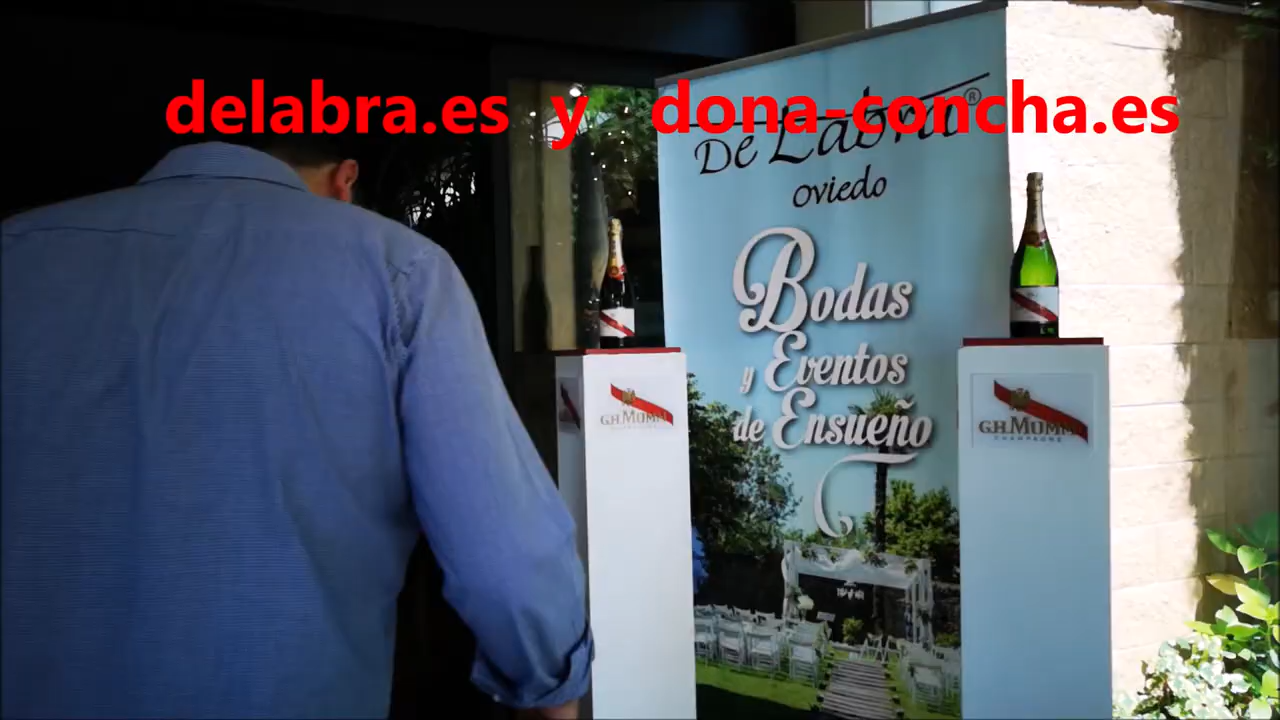 delabra.es y dona-concha.es
De Labra®
oviedo
Bodas
y Eventos
de Ensueño
G.H.MUMM
G.H.MUMM
CHAMPAGNE